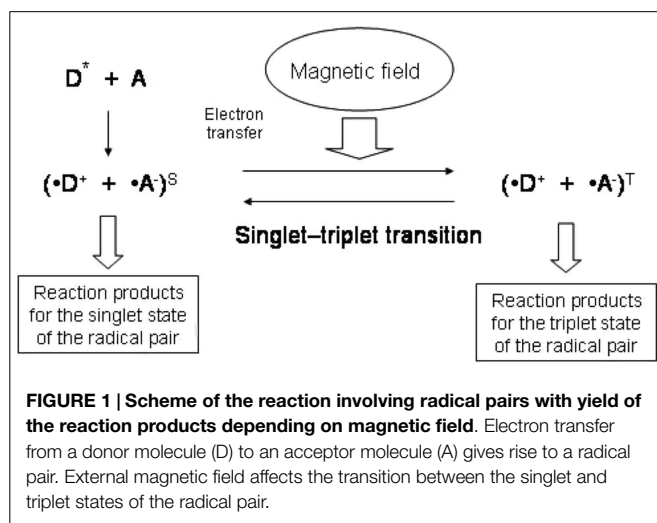 D* + A
Magnetic field
Electron
transfer
(•D⁺ + •A⁻)ˢ
(•D⁺ + •A⁻)ᵀ
Singlet–triplet transition
Reaction products
for the singlet state
of the radical pair
Reaction products
for the triplet state
of the radical pair
FIGURE 1 | Scheme of the reaction involving radical pairs with yield of
the reaction products depending on magnetic field. Electron transfer
from a donor molecule (D) to an acceptor molecule (A) gives rise to a radical
pair. External magnetic field affects the transition between the singlet and
triplet states of the radical pair.